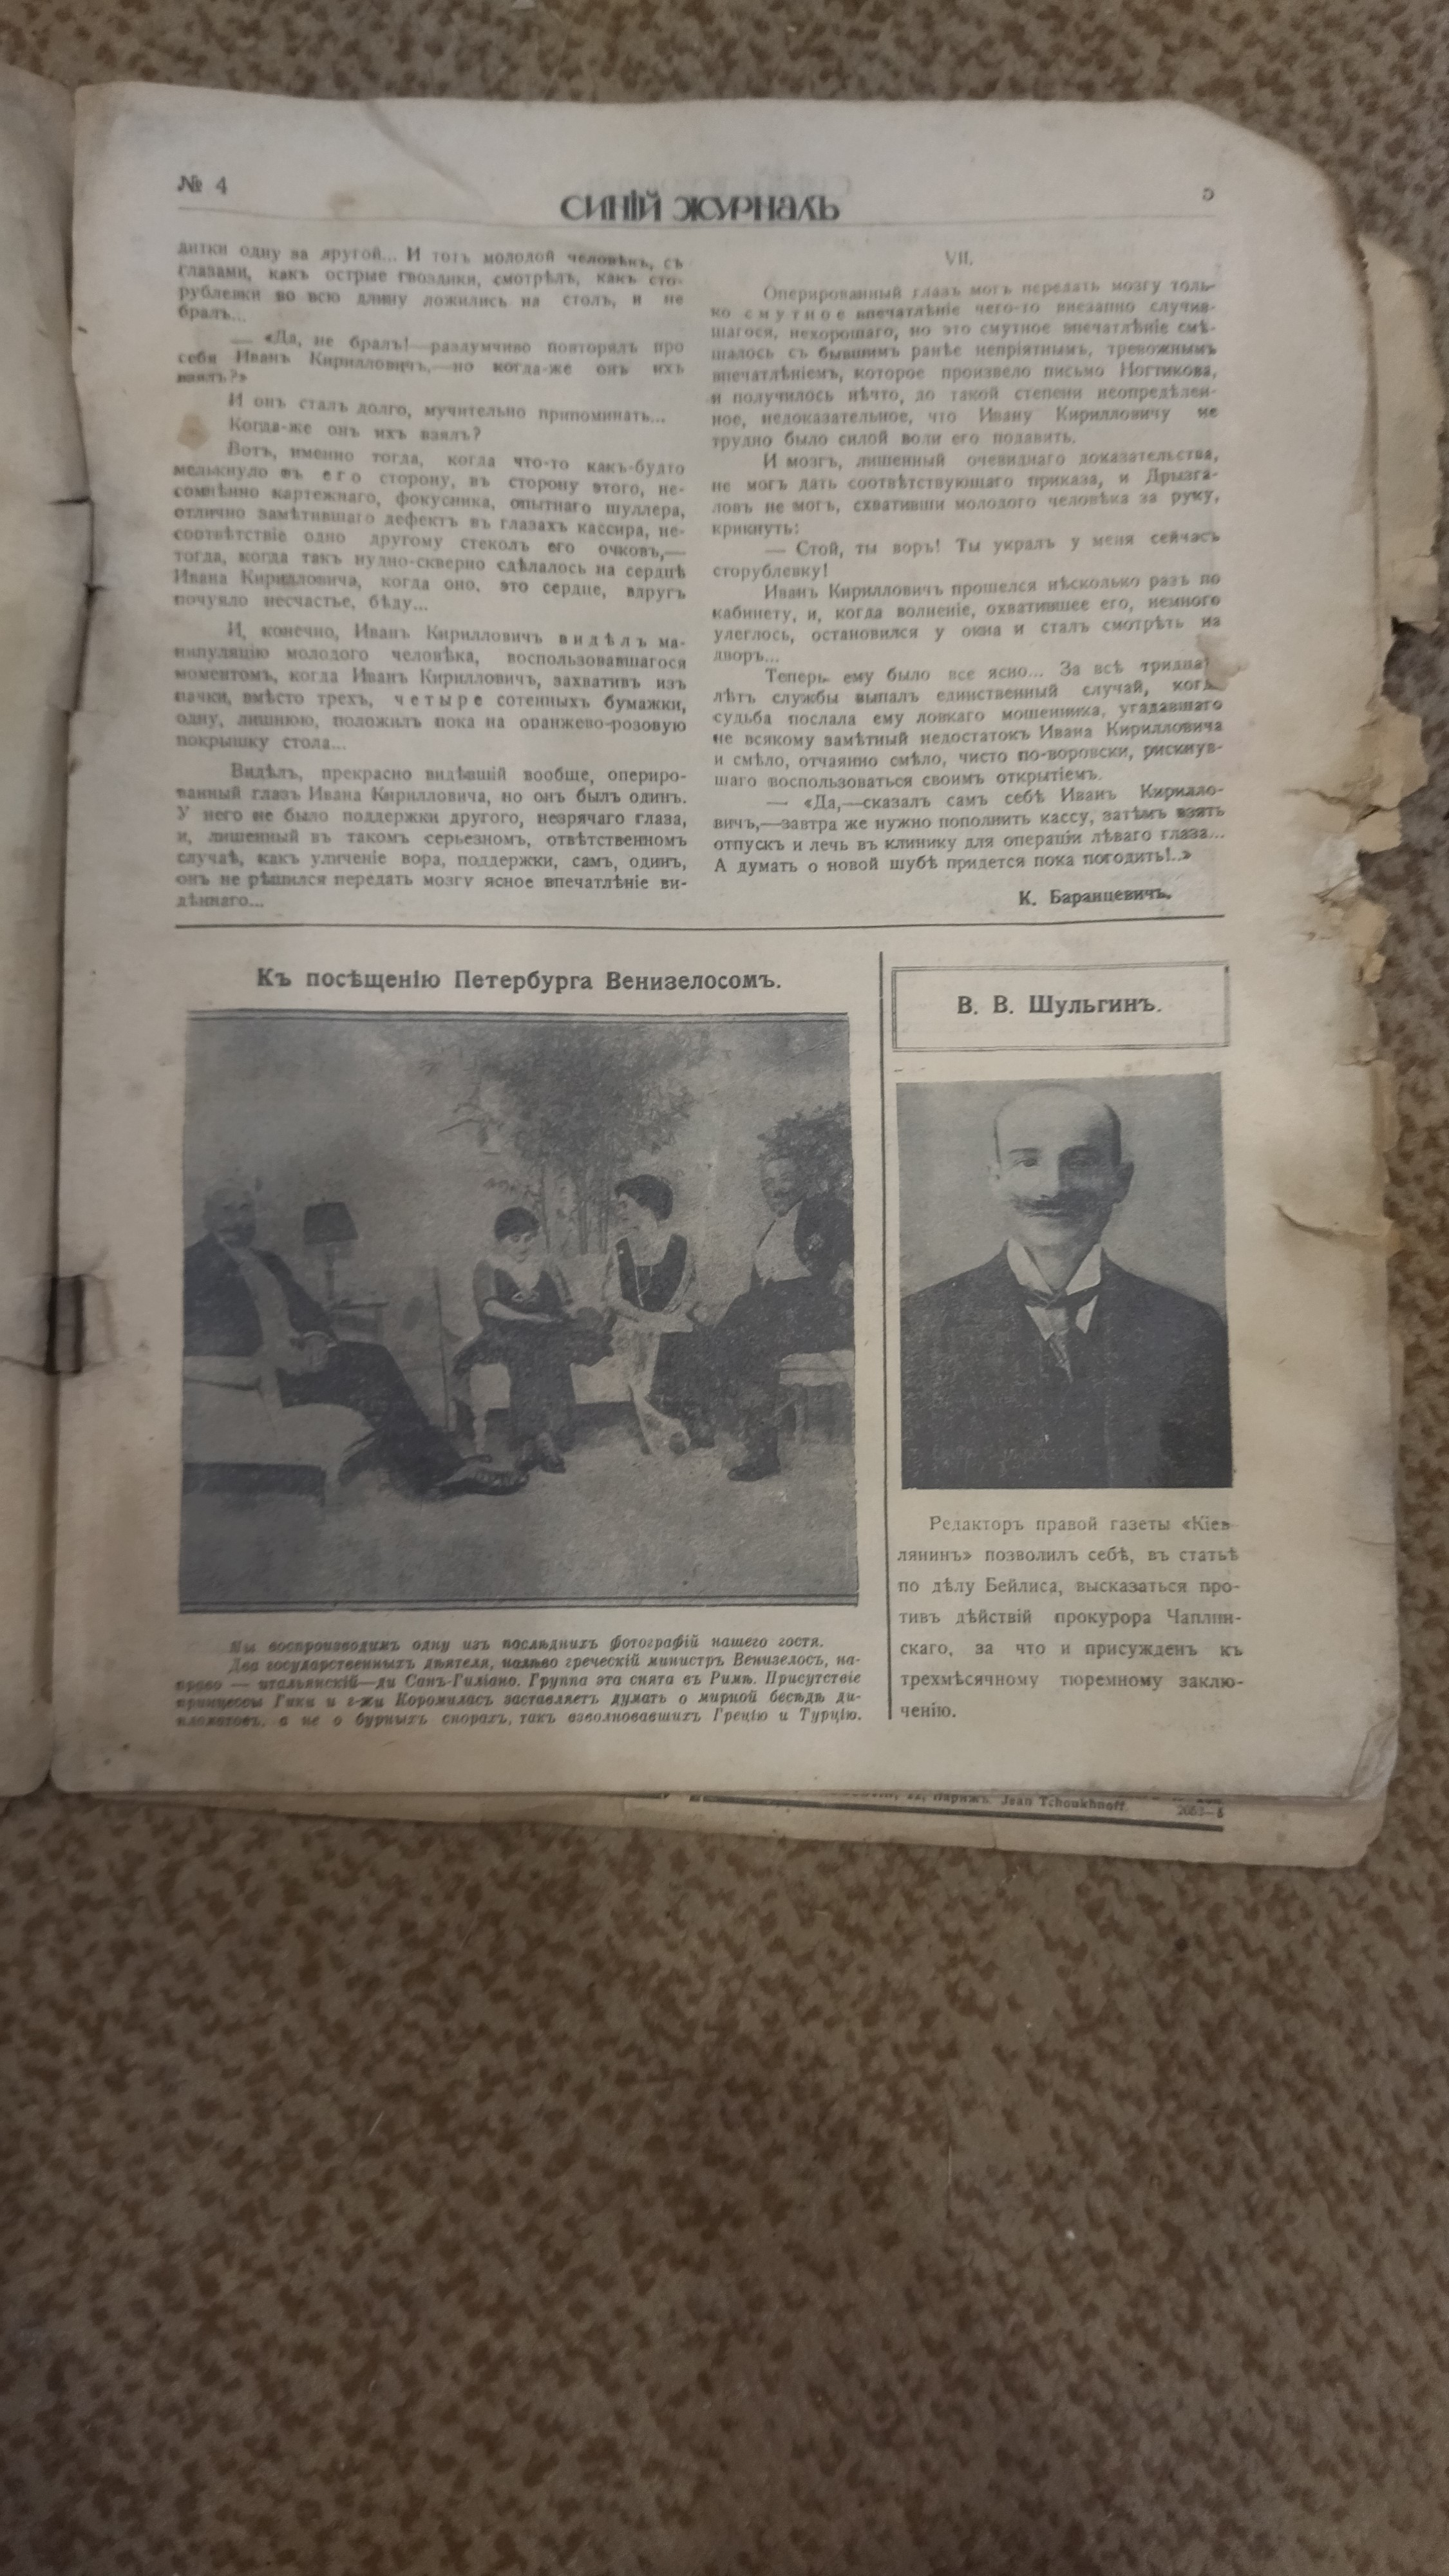 № 4
СИНІЙ ЖУРНАЛЪ
5
дитки одну за другой... И тотъ молодой человѣкъ, съ
глазами, какъ острые гвоздики, смотрѣлъ, какъ сто-
рублевки во всю длину ложились на столъ, и не
бралъ...
— «Да, не бралъ!—раздумчиво повторялъ про
себя Иванъ Кирилловичъ,—но когда-же онъ ихъ
взялъ?»
И онъ сталъ долго, мучительно припоминать...
Когда-же онъ ихъ взялъ?
Вотъ, именно тогда, когда что-то какъ-будто
мелькнуло въ его сторону, въ сторону этого, не-
сомнѣнно картежнаго, фокусника, опытнаго шуллера,
отлично замѣтившаго дефектъ въ глазахъ кассира, не-
соотвѣтствіе одно другому стеколъ его очковъ,—
тогда, когда такъ нудно-скверно сдѣлалось на сердцѣ
Ивана Кирилловича, когда оно, это сердце, вдругъ
почуяло несчастье, бѣду...
И, конечно, Иванъ Кирилловичъ видѣлъ ма-
нипуляцію молодого человѣка, воспользовавшагося
моментомъ, когда Иванъ Кирилловичъ, захвативъ изъ
пачки, вмѣсто трехъ, четыре сотенныхъ бумажки,
одну, лишнюю, положилъ пока на оранжево-розовую
покрышку стола...
Видѣлъ, прекрасно видѣвшій вообще, опериро-
ванный глазъ Ивана Кирилловича, но онъ былъ одинъ.
У него не было поддержки другого, незрячаго глаза,
и, лишенный въ такомъ серьезномъ, отвѣтственномъ
случаѣ, какъ уличеніе вора, поддержки, самъ, одинъ,
онъ не рѣшился передать мозгу ясное впечатлѣніе ви-
дѣннаго...
VII.
Оперированный глазъ могъ передать мозгу толь-
ко смутное впечатлѣніе чего-то внезапно случив-
шагося, нехорошаго, но это смутное впечатлѣніе смѣ-
шалось съ бывшимъ ранѣе непріятнымъ, тревожнымъ
впечатлѣніемъ, которое произвело письмо Ногтикова,
и получилось нѣчто, до такой степени неопредѣлен-
ное, недоказательное, что Ивану Кирилловичу не
трудно было силой воли его подавить.
И мозгъ, лишенный очевиднаго доказательства,
не могъ дать соотвѣтствующаго приказа, и Дрызга-
ловъ не могъ, схвативши молодого человѣка за руку,
крикнуть:
— Стой, ты воръ! Ты укралъ у меня сейчасъ
сторублевку!
Иванъ Кирилловичъ прошелся нѣсколько разъ по
кабинету, и, когда волненіе, охватившее его, немного
улеглось, остановился у окна и сталъ смотрѣть на
дворъ...
Теперь ему было все ясно... За всѣ тридцат
лѣтъ службы выпалъ единственный случай, когд
судьба послала ему ловкаго мошенника, угадавшаго
не всякому замѣтный недостатокъ Ивана Кирилловича
и смѣло, отчаянно смѣло, чисто по-воровски, рискнув-
шаго воспользоваться своимъ открытіемъ.
— «Да,—сказалъ самъ себѣ Иванъ Кирилло-
вичъ,—завтра же нужно пополнить кассу, затѣмъ взять
отпускъ и лечь въ клинику для операціи лѣваго глаза...
А думать о новой шубѣ придется пока погодить!..»
К. Баранцевичъ.
Къ посѣщенію Петербурга Венизелосомъ.
Мы воспроизводимъ одну изъ послѣднихъ фотографій нашего гостя.
Два государственныхъ дѣятеля, налѣво греческій министръ Венизелосъ, на-
право — итальянскій—ди Санъ-Гиліано. Группа эта снята въ Римѣ. Присутствіе
принцессы Гики и г-жи Коромиласъ заставляетъ думать о мирной бесѣдѣ ди-
пломатовъ, а не о бурныхъ спорахъ, такъ взволновавшихъ Грецію и Турцію.
В. В. Шульгинъ.
Редакторъ правой газеты «Кіев-
лянинъ» позволилъ себѣ, въ статьѣ
по дѣлу Бейлиса, высказаться про-
тивъ дѣйствій прокурора Чаплин-
скаго, за что и присужденъ къ
трехмѣсячному тюремному заклю-
ченію.
22, Парижъ. Jean Tchoukhnoff.
2053—5